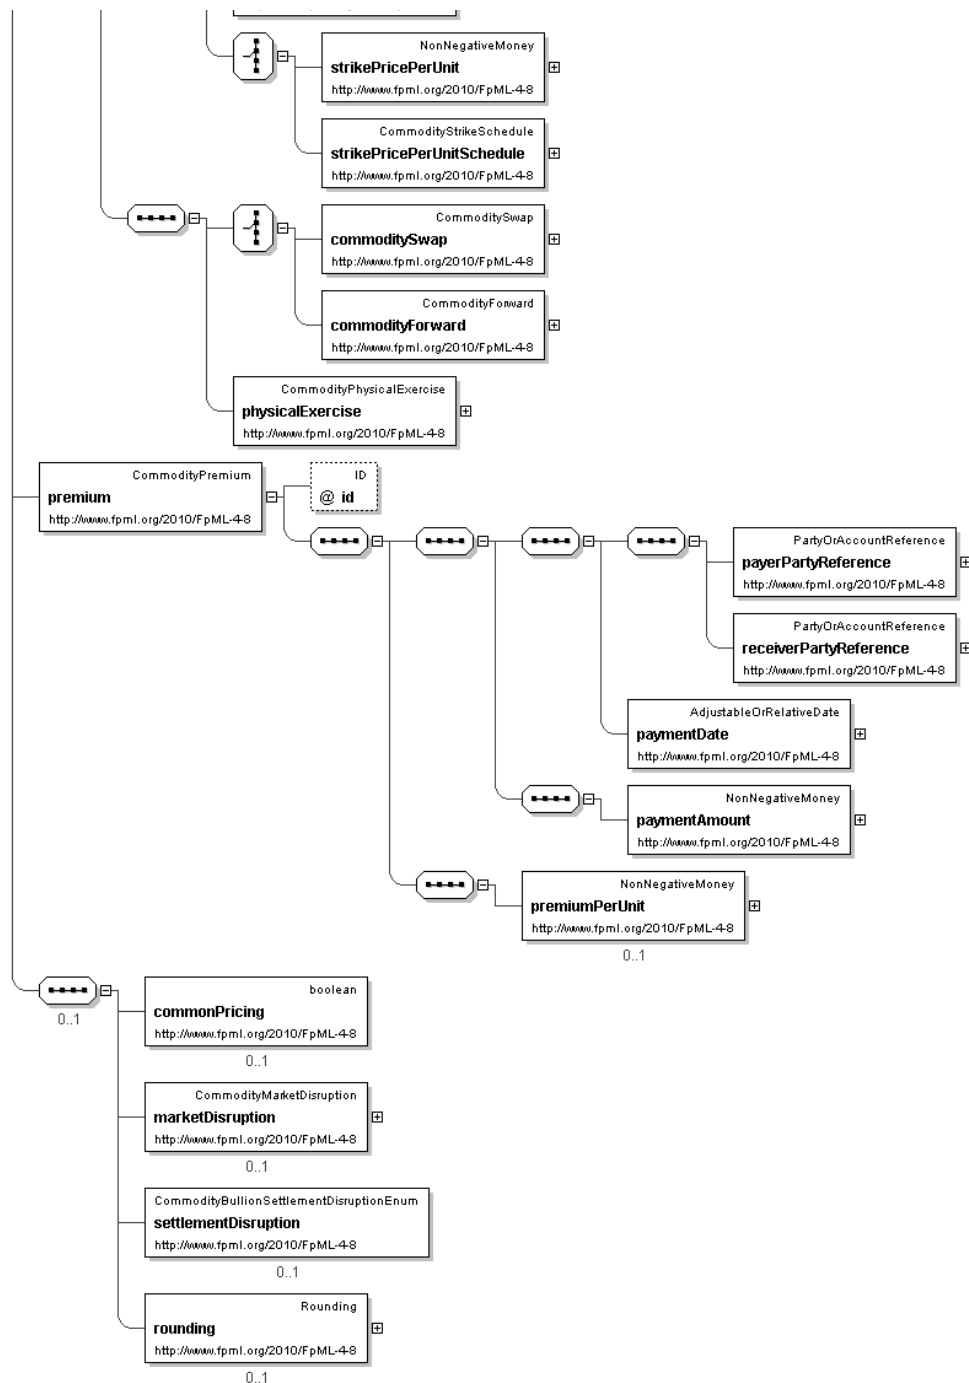 NonNegativeMoney
strikePricePerUnit
http://www.fpml.org/2010/FpML-4-8
CommodityStrikeSchedule
strikePricePerUnitSchedule
http://www.fpml.org/2010/FpML-4-8
CommoditySwap
commoditySwap
http://www.fpml.org/2010/FpML-4-8
CommodityForward
commodityForward
http://www.fpml.org/2010/FpML-4-8
CommodityPhysicalExercise
physicalExercise
http://www.fpml.org/2010/FpML-4-8
CommodityPremium
premium
http://www.fpml.org/2010/FpML-4-8
ID
@ id
PartyOrAccountReference
payerPartyReference
http://www.fpml.org/2010/FpML-4-8
PartyOrAccountReference
receiverPartyReference
http://www.fpml.org/2010/FpML-4-8
AdjustableOrRelativeDate
paymentDate
http://www.fpml.org/2010/FpML-4-8
NonNegativeMoney
paymentAmount
http://www.fpml.org/2010/FpML-4-8
NonNegativeMoney
premiumPerUnit
http://www.fpml.org/2010/FpML-4-8
0..1
0..1
boolean
commonPricing
http://www.fpml.org/2010/FpML-4-8
0..1
CommodityMarketDisruption
marketDisruption
http://www.fpml.org/2010/FpML-4-8
0..1
CommodityBullionSettlementDisruptionEnum
settlementDisruption
http://www.fpml.org/2010/FpML-4-8
0..1
Rounding
rounding
http://www.fpml.org/2010/FpML-4-8
0..1